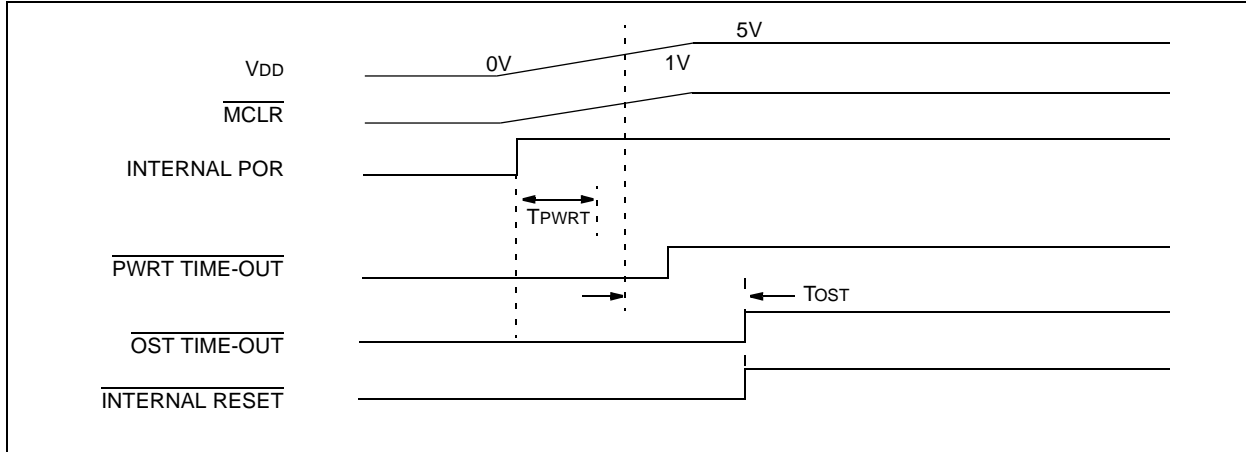 5V
0V
1V
VDD
MCLR
INTERNAL POR
TPWRT
PWRT TIME-OUT
TOST
OST TIME-OUT
INTERNAL RESET